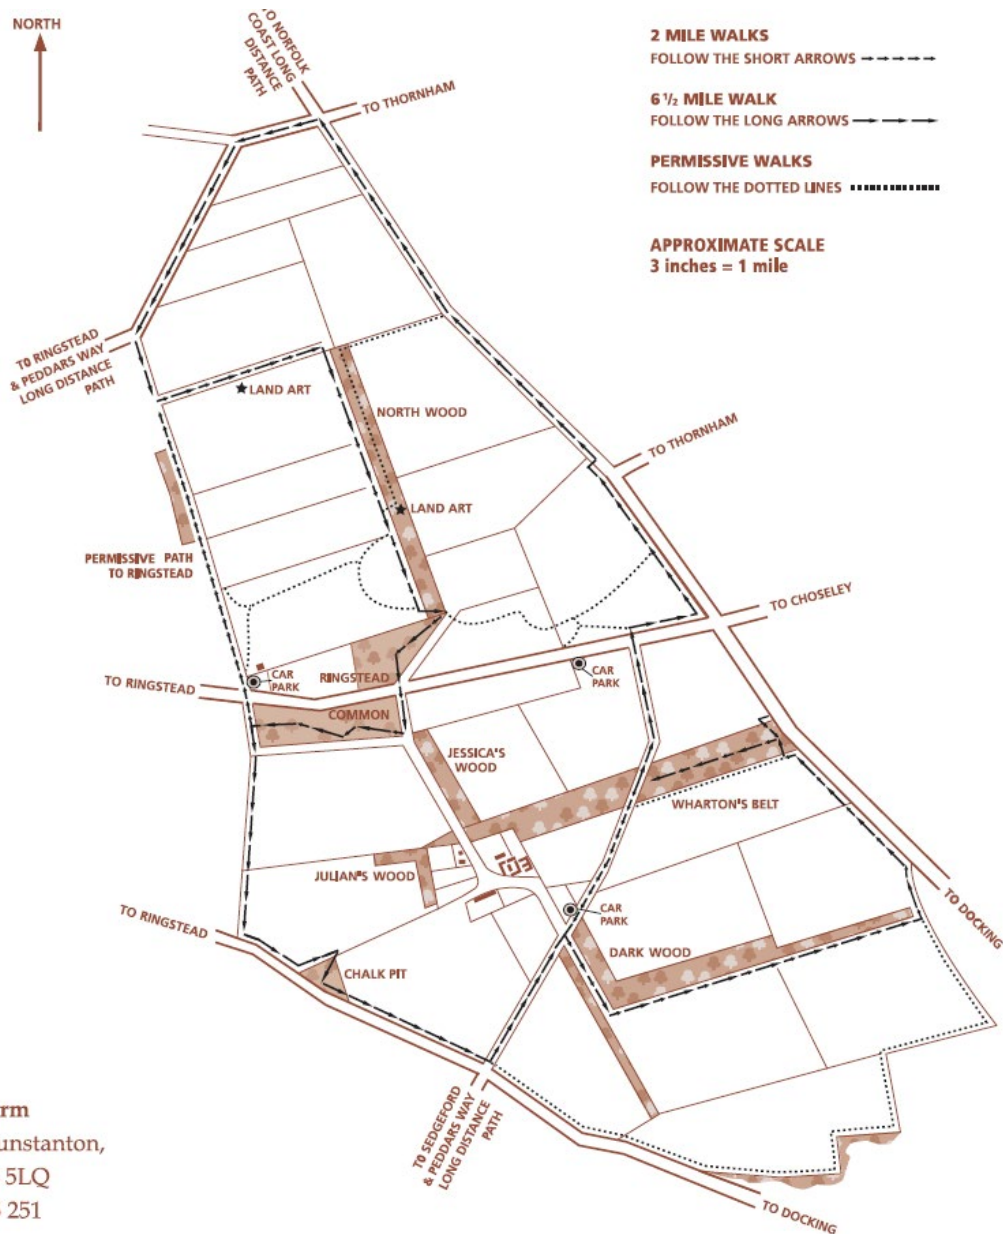 NORTH
TO NORFOLK
COAST LONG
DISTANCE
PATH
TO THORNHAM
2 MILE WALKS
FOLLOW THE SHORT ARROWS
6 1/2 MILE WALK
FOLLOW THE LONG ARROWS
PERMISSIVE WALKS
FOLLOW THE DOTTED LINES
APPROXIMATE SCALE
3 inches = 1 mile
TO RINGSTEAD
& PEDDARS WAY
LONG DISTANCE
PATH
LAND ART
NORTH WOOD
TO THORNHAM
LAND ART
PERMISSIVE PATH
TO RINGSTEAD
TO CHOSELEY
TO RINGSTEAD
CAR
PARK
RINGSTEAD
COMMON
CAR
PARK
JESSICA'S
WOOD
WHARTON'S BELT
JULIAN'S WOOD
TO RINGSTEAD
CAR
PARK
TO DOCKING
DARK WOOD
CHALK PIT
TO SEDGEFORD
& PEDDARS WAY
LONG DISTANCE
PATH
TO DOCKING
rm
unstanton,
5LQ
251